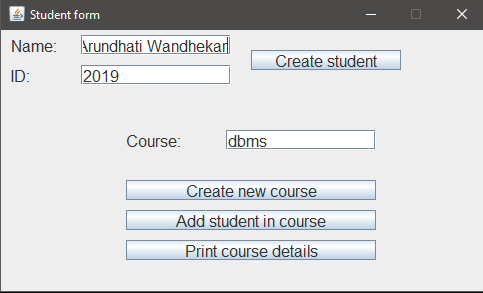 Student form
Name: Arundhati Wandhekar
Create student
ID: 2019
Course: dbms
Create new course
Add student in course
Print course details